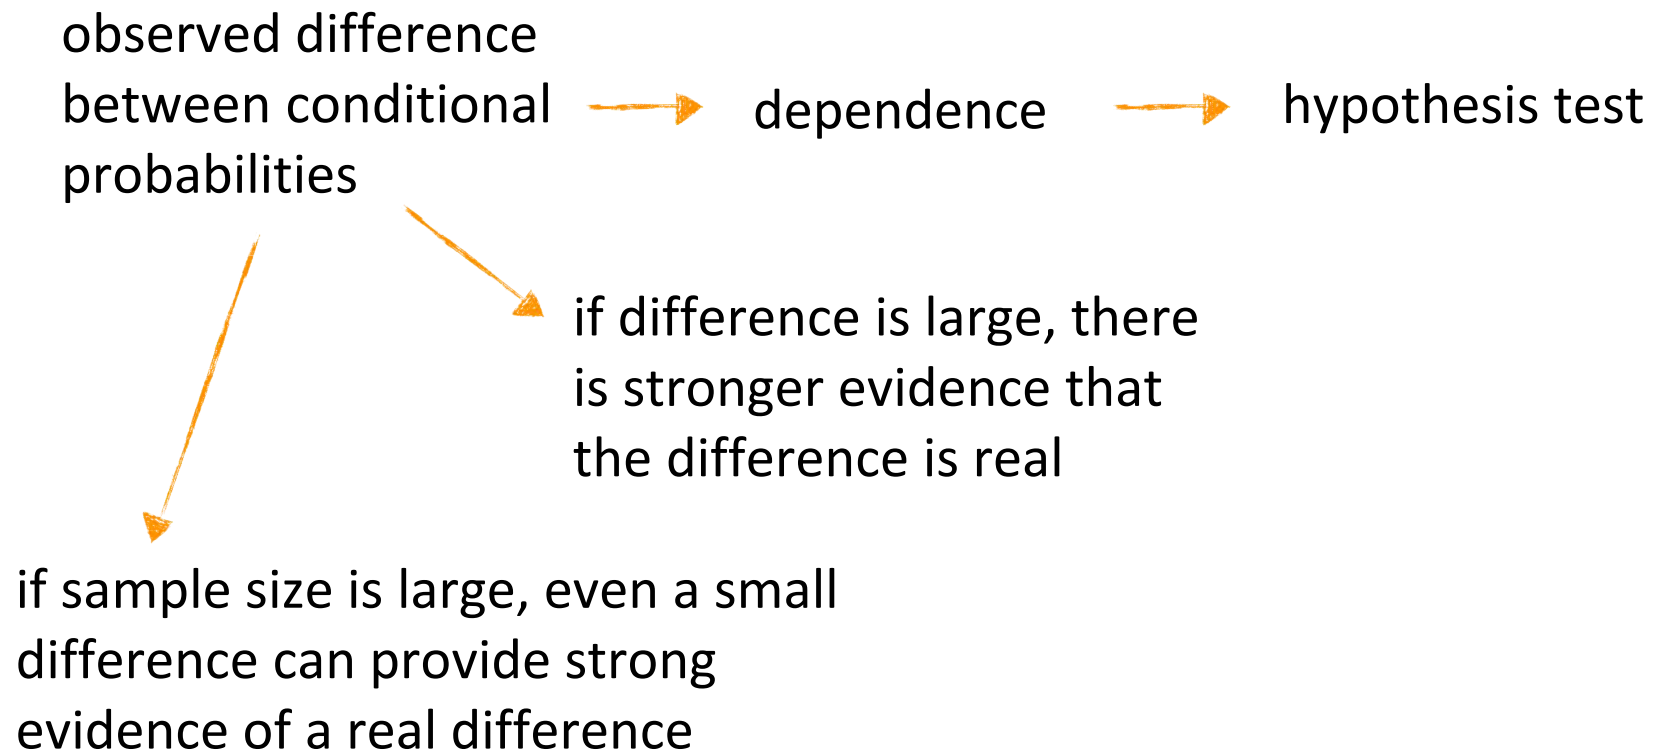 observed difference
between conditional
probabilities
dependence
hypothesis test
if difference is large, there
is stronger evidence that
the difference is real
if sample size is large, even a small
difference can provide strong
evidence of a real difference